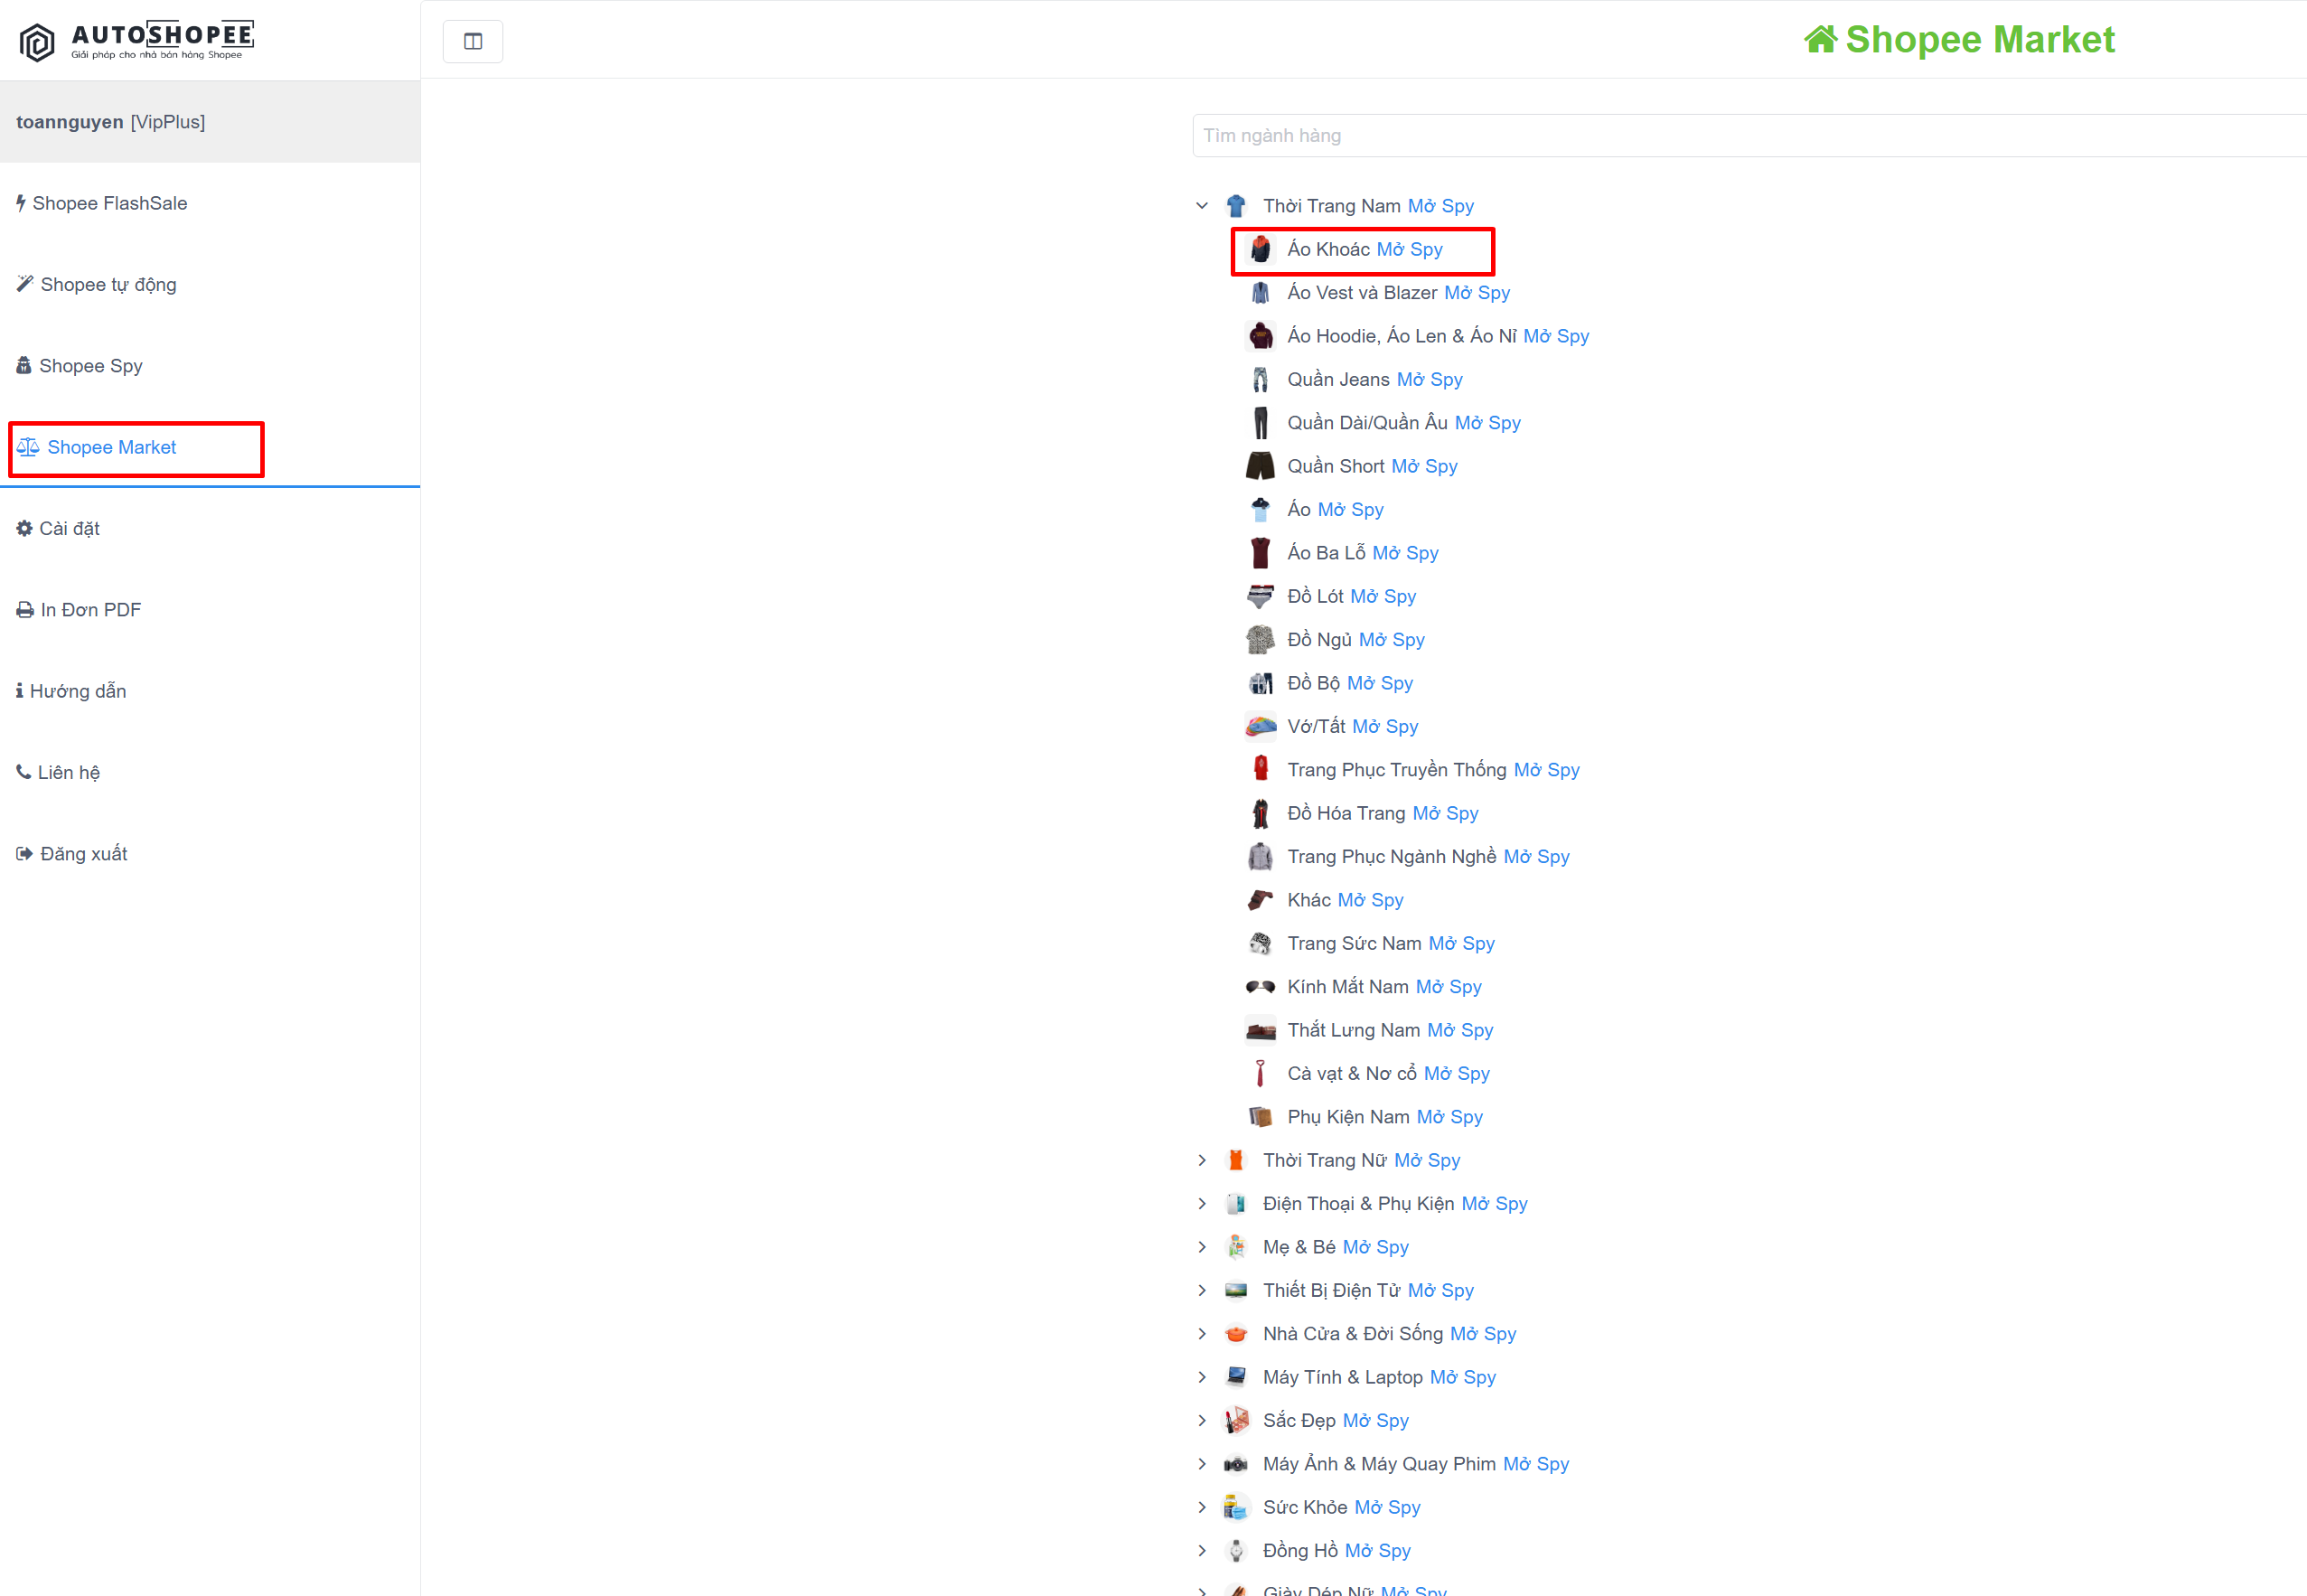 AUTOSHOPEE
Giải pháp cho nhà bán hàng Shopee
toannguyen [VipPlus]
Shopee FlashSale
Shopee tự động
Shopee Spy
Shopee Market
Cài đặt
In Đơn PDF
Hướng dẫn
Liên hệ
Đăng xuất
Shopee Market
Tìm ngành hàng
Thời Trang Nam Mở Spy
Áo Khoác Mở Spy
Áo Vest và Blazer Mở Spy
Áo Hoodie, Áo Len & Áo Nỉ Mở Spy
Quần Jeans Mở Spy
Quần Dài/Quần Âu Mở Spy
Quần Short Mở Spy
Áo Mở Spy
Áo Ba Lỗ Mở Spy
Đồ Lót Mở Spy
Đồ Ngủ Mở Spy
Đồ Bộ Mở Spy
Vớ/Tất Mở Spy
Trang Phục Truyền Thống Mở Spy
Đồ Hóa Trang Mở Spy
Trang Phục Ngành Nghề Mở Spy
Khác Mở Spy
Trang Sức Nam Mở Spy
Kính Mắt Nam Mở Spy
Thắt Lưng Nam Mở Spy
Cà vạt & Nơ cổ Mở Spy
Phụ Kiện Nam Mở Spy
Thời Trang Nữ Mở Spy
Điện Thoại & Phụ Kiện Mở Spy
Mẹ & Bé Mở Spy
Thiết Bị Điện Tử Mở Spy
Nhà Cửa & Đời Sống Mở Spy
Máy Tính & Laptop Mở Spy
Sắc Đẹp Mở Spy
Máy Ảnh & Máy Quay Phim Mở Spy
Sức Khỏe Mở Spy
Đồng Hồ Mở Spy
Giày Dép Nữ Mở Spy